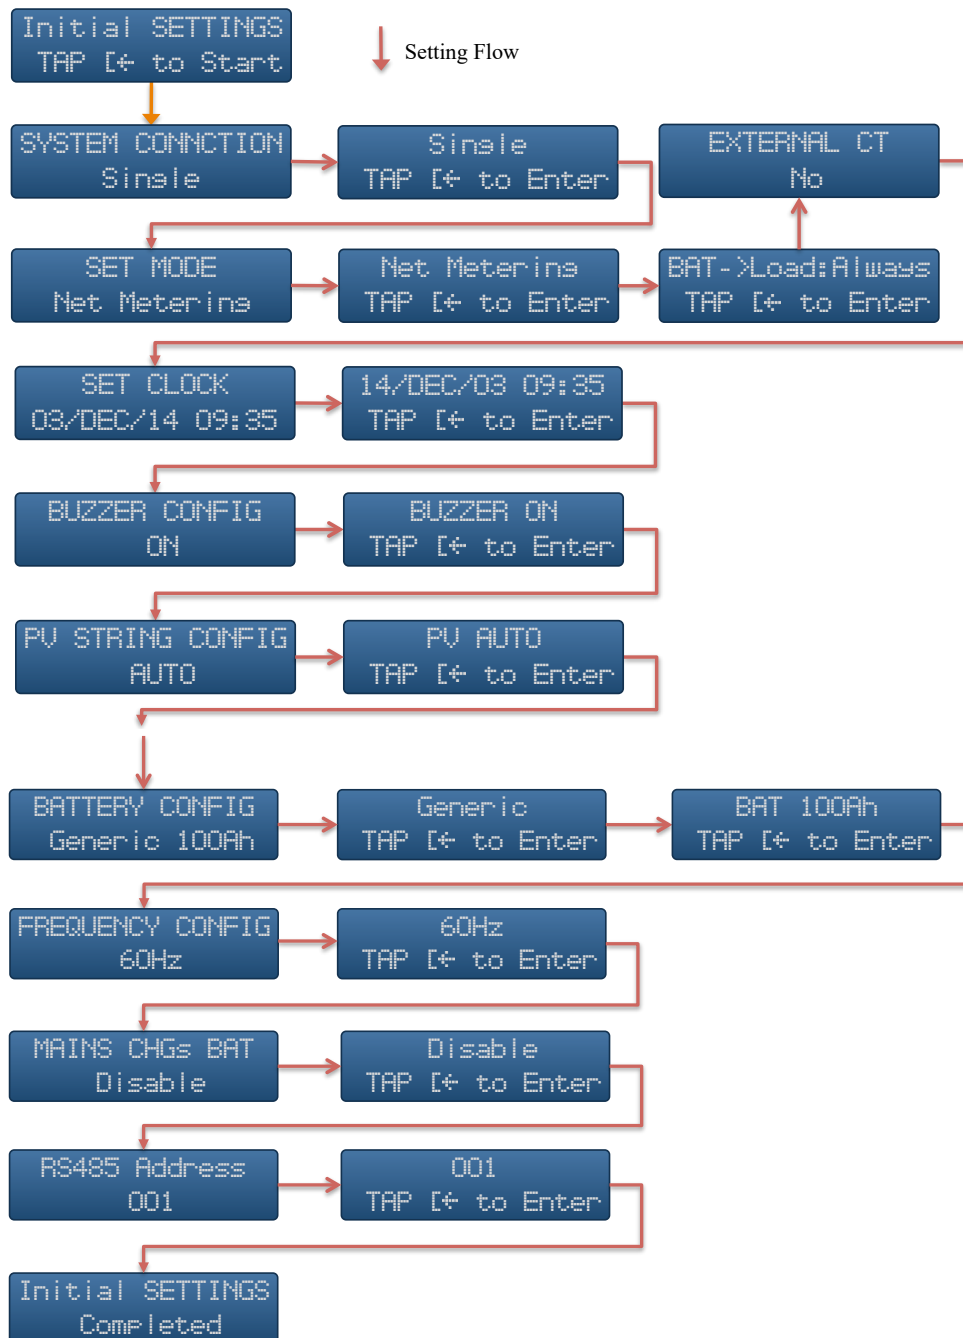 Initial SETTINGS
TAP [← to Start
Setting Flow
SYSTEM CONNCTION
Single
Single
TAP [← to Enter
EXTERNAL CT
No
SET MODE
Net Metering
Net Metering
TAP [← to Enter
BAT->Load:Always
TAP [← to Enter
SET CLOCK
03/DEC/14 09:35
14/DEC/03 09:35
TAP [← to Enter
BUZZER CONFIG
ON
BUZZER ON
TAP [← to Enter
PV STRING CONFIG
AUTO
PV AUTO
TAP [← to Enter
BATTERY CONFIG
Generic 100Ah
Generic
TAP [← to Enter
BAT 100Ah
TAP [← to Enter
FREQUENCY CONFIG
60Hz
60Hz
TAP [← to Enter
MAINS CHGs BAT
Disable
Disable
TAP [← to Enter
RS485 Address
001
001
TAP [← to Enter
Initial SETTINGS
Completed